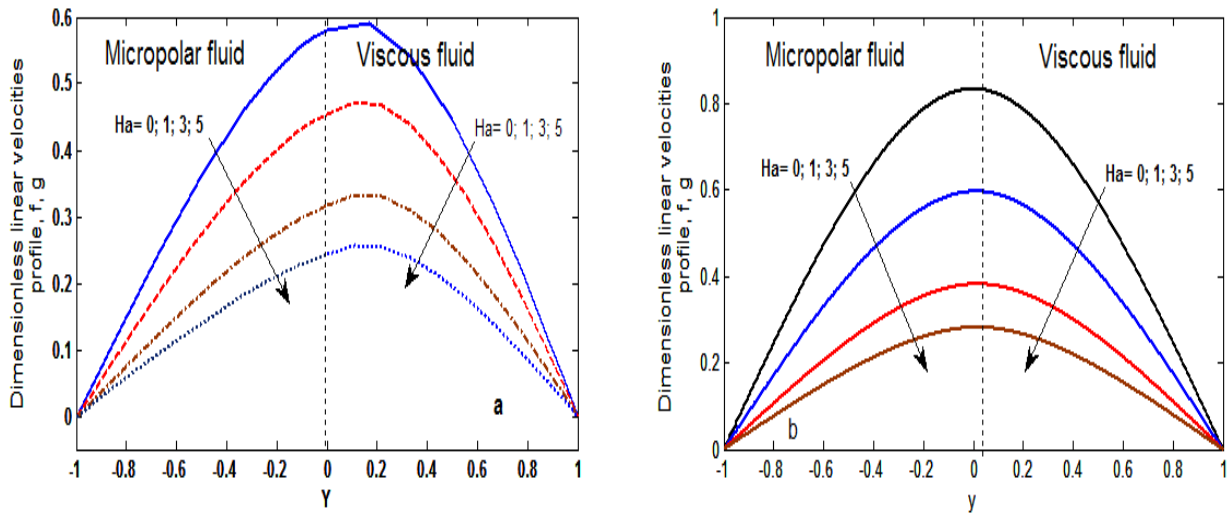 Dimensionless linear velocities
profile, f, g
0.6
0.5
0.4
0.3
0.2
0.1
0
Micropolar fluid
Viscous fluid
Ha= 0; 1; 3; 5
Ha= 0; 1; 3; 5
a
-1
-0.8
-0.6
-0.4
-0.2
0
0.2
0.4
0.6
0.8
1
Y
Dimensionless linear velocities
profile, f, g
1
0.8
0.6
0.4
0.2
0
Micropolar fluid
Viscous fluid
Ha= 0; 1; 3; 5
Ha= 0; 1; 3; 5
b
-1
-0.8
-0.6
-0.4
-0.2
0
0.2
0.4
0.6
0.8
1
y